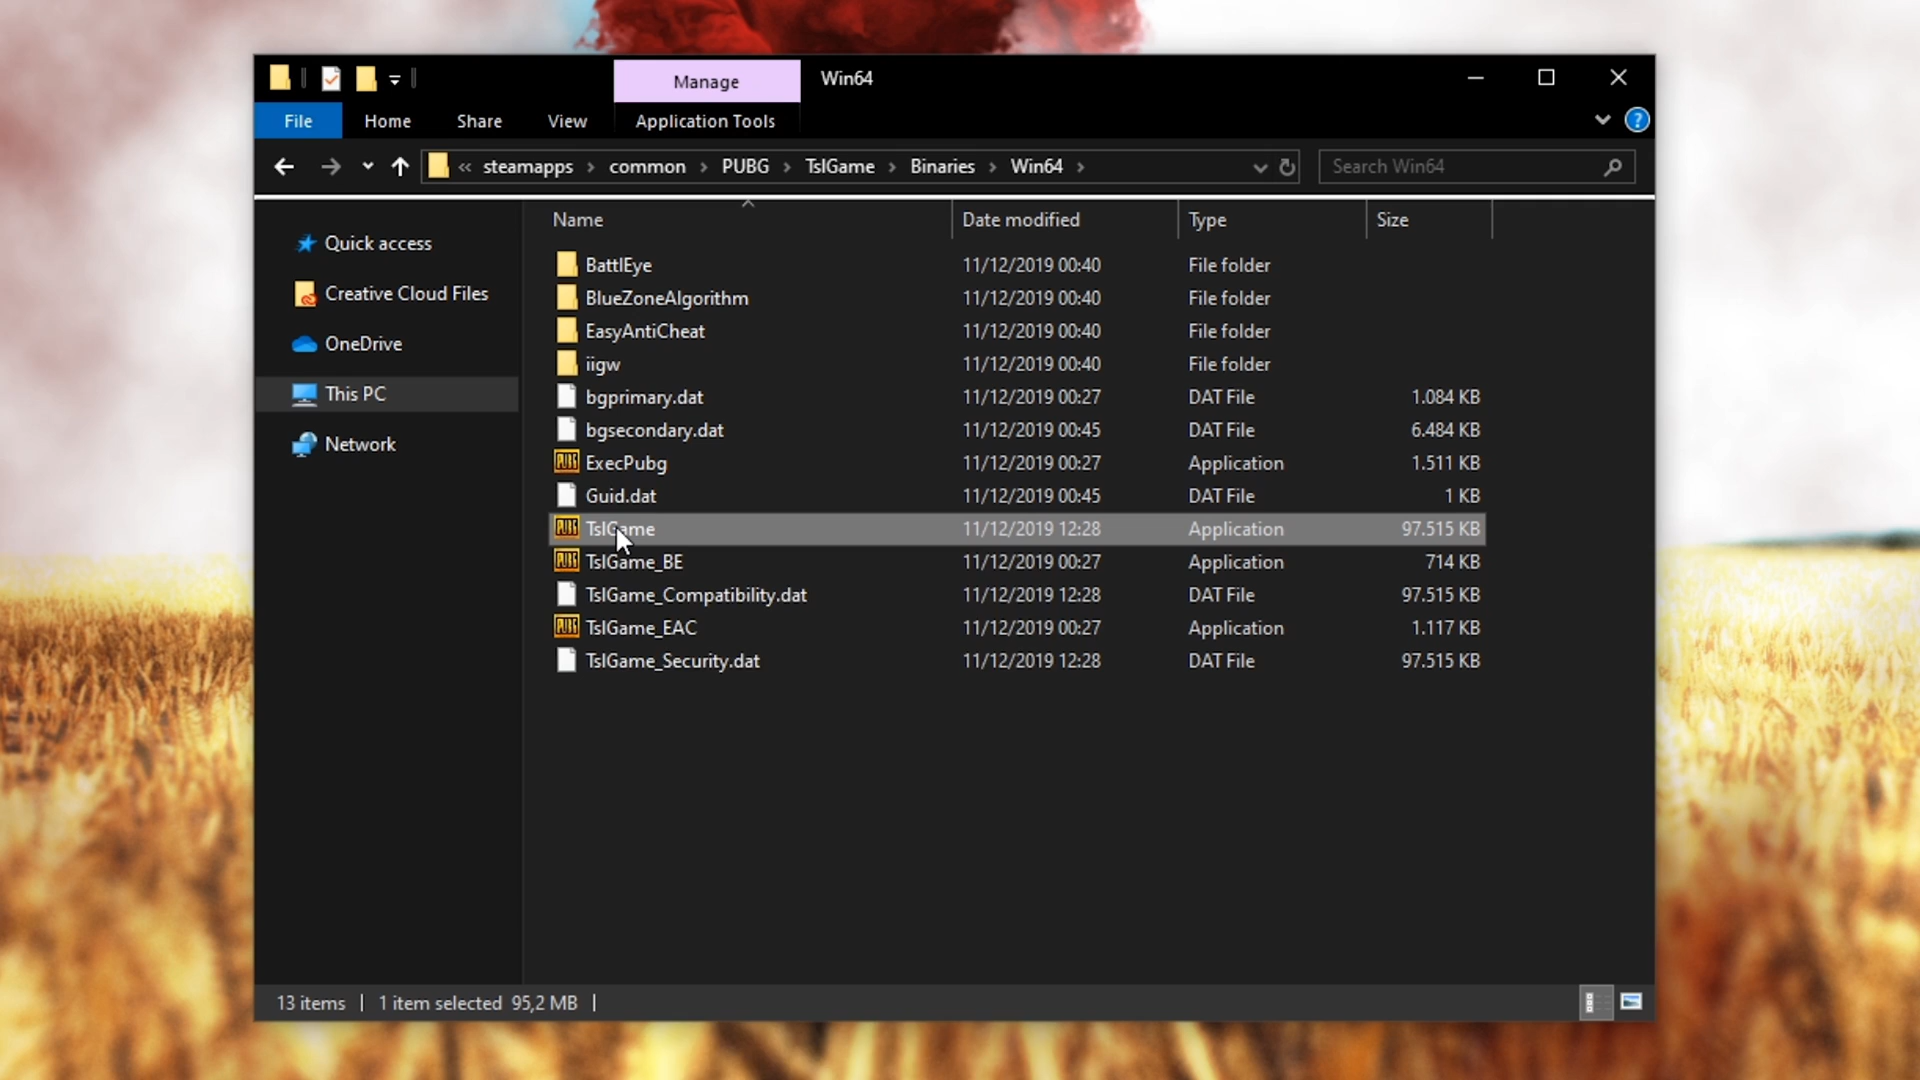 Manage Win64
File Home Share View Application Tools ?
« steamapps › common › PUBG › TslGame › Binaries › Win64 › Search Win64
Name Date modified Type Size
Quick access
Creative Cloud Files
OneDrive
This PC
Network
BattlEye 11/12/2019 00:40 File folder
BlueZoneAlgorithm 11/12/2019 00:40 File folder
EasyAntiCheat 11/12/2019 00:40 File folder
iigw 11/12/2019 00:40 File folder
bgprimary.dat 11/12/2019 00:27 DAT File 1.084 KB
bgsecondary.dat 11/12/2019 00:45 DAT File 6.484 KB
PUBG ExecPubg 11/12/2019 00:27 Application 1.511 KB
Guid.dat 11/12/2019 00:45 DAT File 1 KB
PUBG TslGame 11/12/2019 12:28 Application 97.515 KB
PUBG TslGame_BE 11/12/2019 00:27 Application 714 KB
TslGame_Compatibility.dat 11/12/2019 12:28 DAT File 97.515 KB
PUBG TslGame_EAC 11/12/2019 00:27 Application 1.117 KB
TslGame_Security.dat 11/12/2019 12:28 DAT File 97.515 KB
13 items 1 item selected 95,2 MB